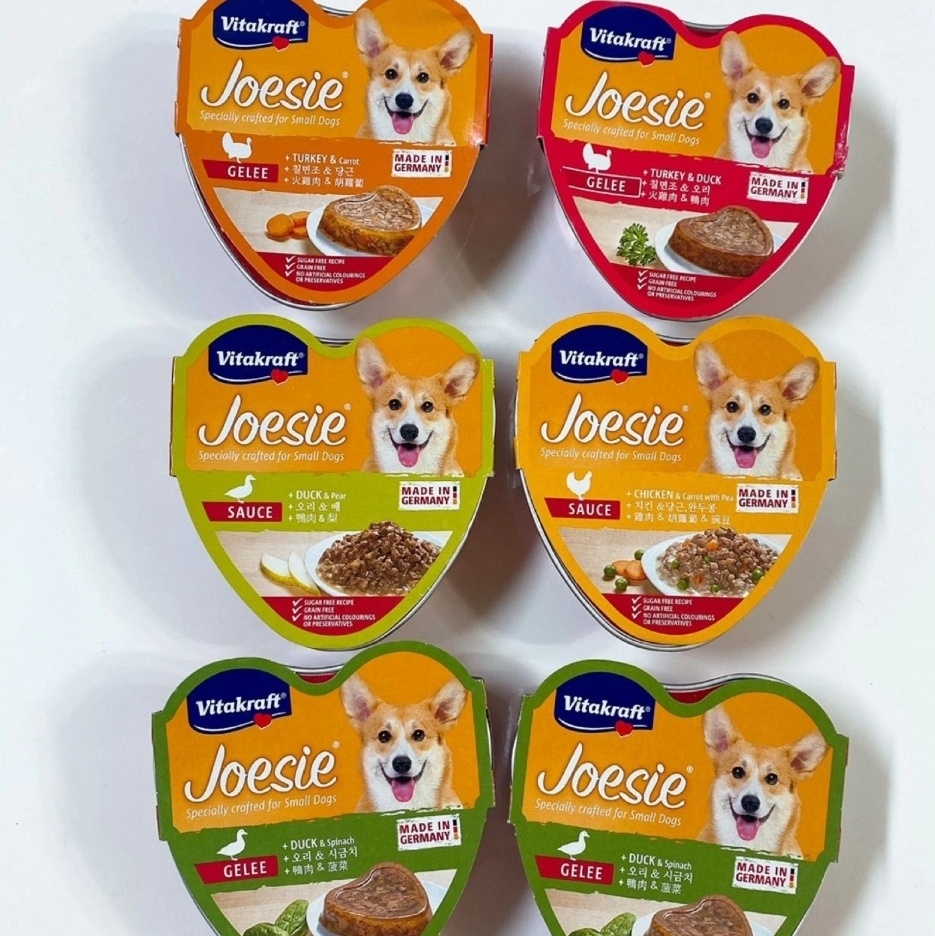 Vitakraft®
Joesie®
Specially crafted for Small Dogs
GELEE
+ TURKEY & Carrot
+ 칠면조 & 당근
+ 火雞肉 & 胡蘿蔔
MADE IN
GERMANY
SUGAR FREE RECIPE
GRAIN FREE
NO ARTIFICIAL COLOURINGS
OR PRESERVATIVES
Vitakraft®
Joesie®
Specially crafted for Small Dogs
GELEE
+ TURKEY & DUCK
+ 칠면조 & 오리
+ 火雞肉 & 鴨肉
MADE IN
GERMANY
SUGAR FREE RECIPE
GRAIN FREE
NO ARTIFICIAL COLOURINGS
OR PRESERVATIVES
Vitakraft®
Joesie®
Specially crafted for Small Dogs
SAUCE
+ DUCK & Pear
+ 오리 & 배
+ 鴨肉 & 梨
MADE IN
GERMANY
SUGAR FREE RECIPE
GRAIN FREE
NO ARTIFICIAL COLOURINGS
OR PRESERVATIVES
Vitakraft®
Joesie®
Specially crafted for Small Dogs
SAUCE
+ CHICKEN & Carrot with Pea
+ 치킨 & 당근 완두콩
+ 雞肉 & 胡蘿蔔 & 豌豆
MADE IN
GERMANY
SUGAR FREE RECIPE
GRAIN FREE
NO ARTIFICIAL COLOURINGS
OR PRESERVATIVES
Vitakraft®
Joesie®
Specially crafted for Small Dogs
GELEE
+ DUCK & Spinach
+ 오리 & 시금치
+ 鴨肉 & 菠菜
MADE IN
GERMANY
Vitakraft®
Joesie®
Specially crafted for Small Dogs
GELEE
+ DUCK & Spinach
+ 오리 & 시금치
+ 鴨肉 & 菠菜
MADE IN
GERMANY